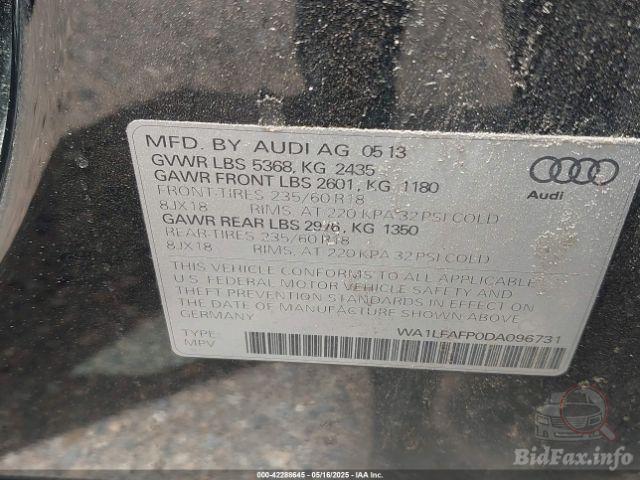 MFD. BY AUDI AG 05 13
GVWR LBS 5368, KG 2435
GAWR FRONT LBS 2601, KG 1180
FRONT-TIRES 235/60 R18
8JX18 RIMS, AT 220 KPA 32 PSI COLD
GAWR REAR LBS 2976, KG 1350
REAR-TIRES 235/60 R18
8JX18 RIMS, AT 220 KPA 32 PSI COLD
THIS VEHICLE CONFORMS TO ALL APPLICABLE
U.S. FEDERAL MOTOR VEHICLE SAFETY AND
THEFT PREVENTION STANDARDS IN EFFECT ON
THE DATE OF MANUFACTURE SHOWN ABOVE
GERMANY
TYPE:
MPV
WA1LFAFP0DA096731
Audi
BidFax.info
000-42288645 - 05/16/2025 - IAA Inc.